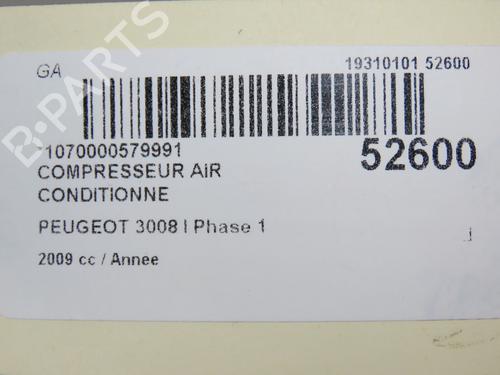 GA 19310101 52600
*1070000579991 52600
COMPRESSEUR AiR
CONDITIONNE
PEUGEOT 3008 I Phase 1
2009 cc / Annee
B-PARTS